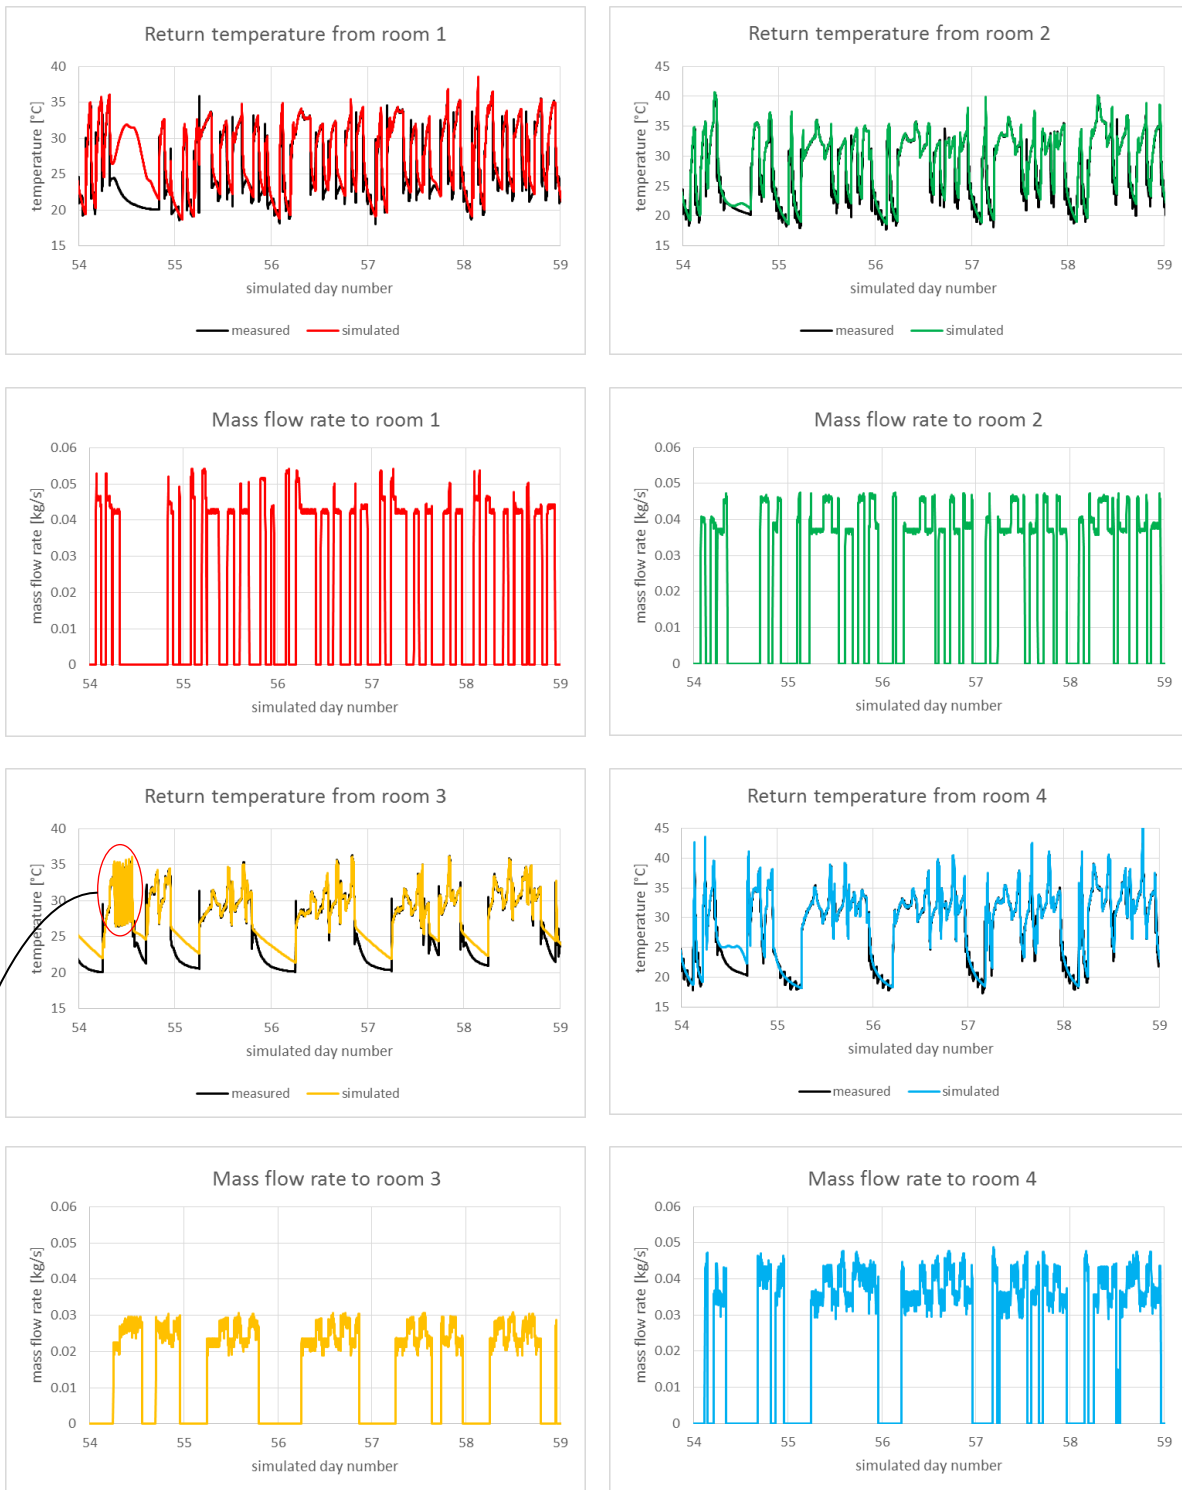 Return temperature from room 1
temperature [°C]
40
35
30
25
20
15
54 55 56 57 58 59
simulated day number
measured simulated
Return temperature from room 2
temperature [°C]
45
40
35
30
25
20
15
54 55 56 57 58 59
simulated day number
measured simulated
Mass flow rate to room 1
mass flow rate [kg/s]
0.06
0.05
0.04
0.03
0.02
0.01
0
54 55 56 57 58 59
simulated day number
Mass flow rate to room 2
mass flow rate [kg/s]
0.06
0.05
0.04
0.03
0.02
0.01
0
54 55 56 57 58 59
simulated day number
Return temperature from room 3
temperature [°C]
40
35
30
25
20
15
54 55 56 57 58 59
simulated day number
measured simulated
Return temperature from room 4
temperature [°C]
45
40
35
30
25
20
15
54 55 56 57 58 59
simulated day number
measured simulated
Mass flow rate to room 3
mass flow rate [kg/s]
0.06
0.05
0.04
0.03
0.02
0.01
0
54 55 56 57 58 59
simulated day number
Mass flow rate to room 4
mass flow rate [kg/s]
0.06
0.05
0.04
0.03
0.02
0.01
0
54 55 56 57 58 59
simulated day number